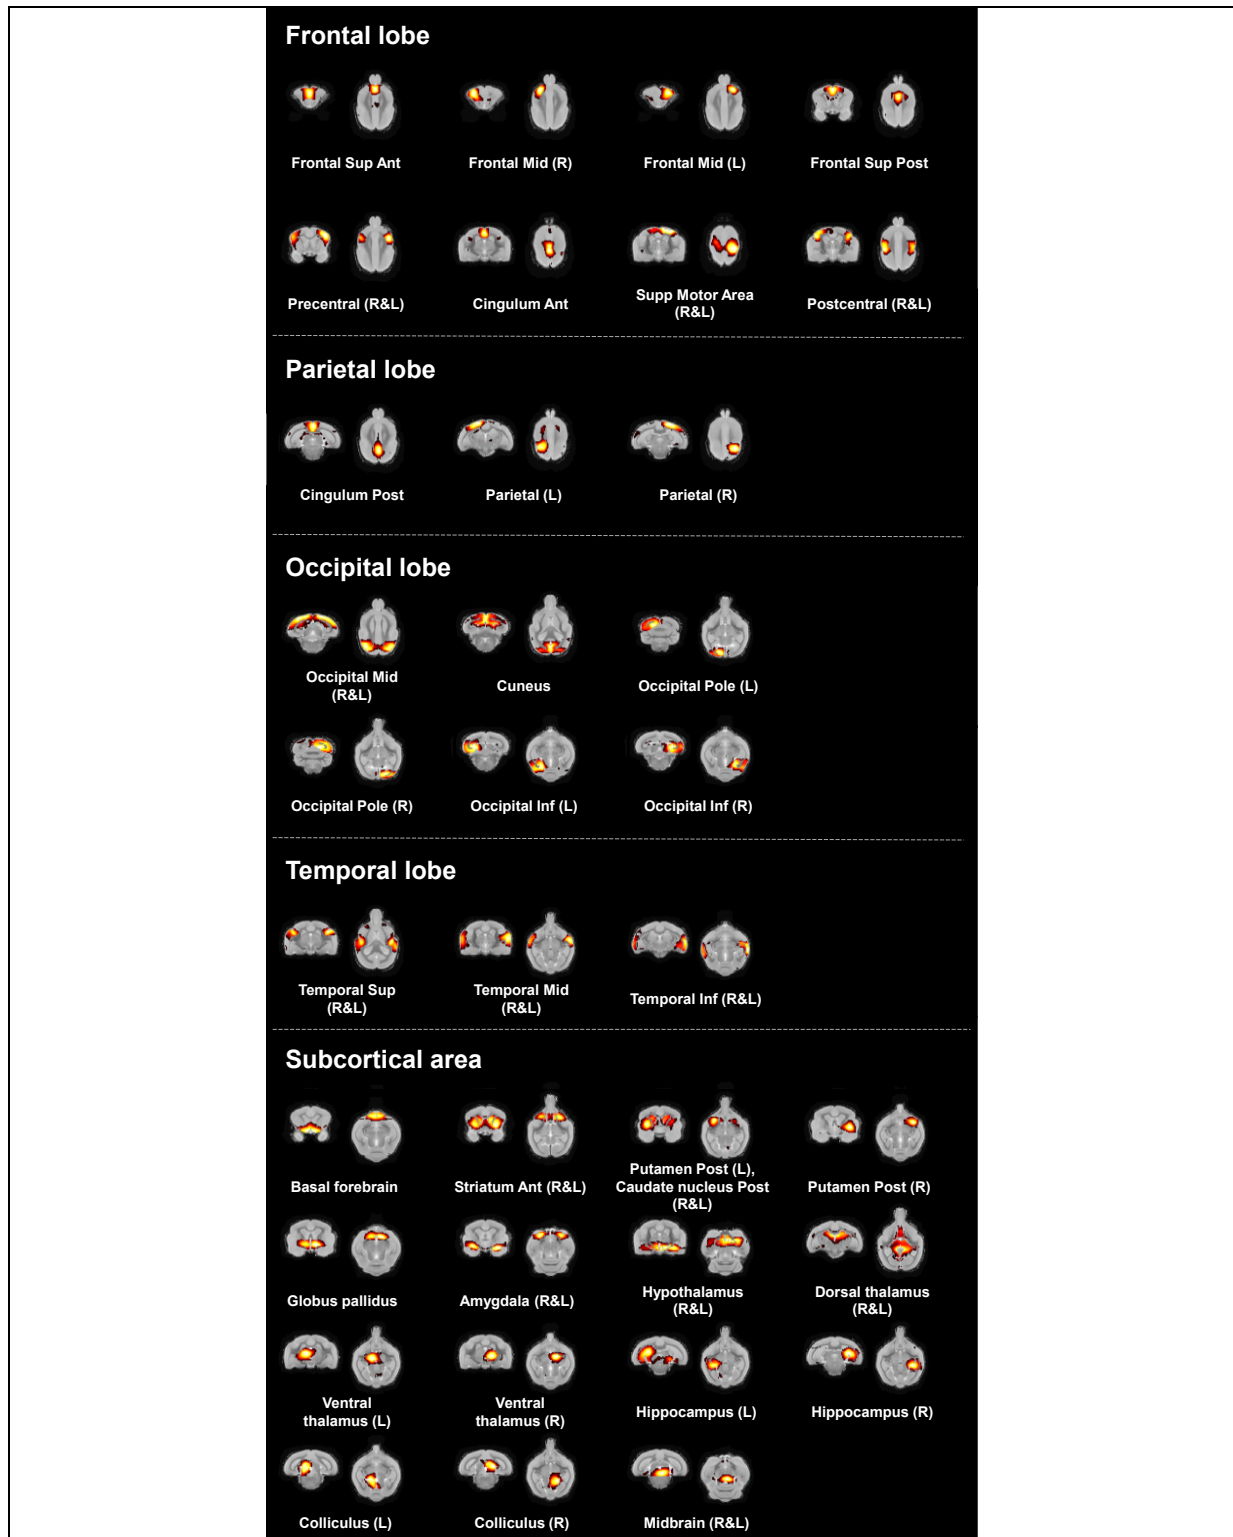 Frontal lobe
Frontal Sup Ant
Frontal Mid (R)
Frontal Mid (L)
Frontal Sup Post
Precentral (R&L)
Cingulum Ant
Supp Motor Area
(R&L)
Postcentral (R&L)
Parietal lobe
Cingulum Post
Parietal (L)
Parietal (R)
Occipital lobe
Occipital Mid
(R&L)
Cuneus
Occipital Pole (L)
Occipital Pole (R)
Occipital Inf (L)
Occipital Inf (R)
Temporal lobe
Temporal Sup
(R&L)
Temporal Mid
(R&L)
Temporal Inf (R&L)
Subcortical area
Basal forebrain
Striatum Ant (R&L)
Putamen Post (L),
Caudate nucleus Post
(R&L)
Putamen Post (R)
Globus pallidus
Amygdala (R&L)
Hypothalamus
(R&L)
Dorsal thalamus
(R&L)
Ventral
thalamus (L)
Ventral
thalamus (R)
Hippocampus (L)
Hippocampus (R)
Colliculus (L)
Colliculus (R)
Midbrain (R&L)